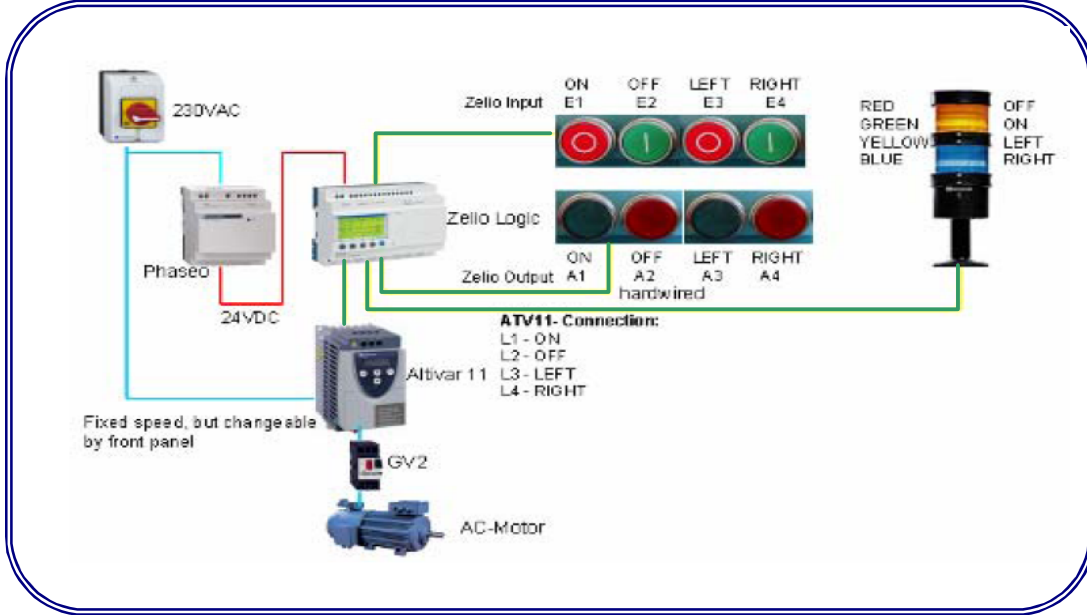 230VAC
Zelio Input
ON OFF LEFT RIGHT
E1 E2 E3 E4
RED OFF
GREEN ON
YELLOW LEFT
BLUE RIGHT
Phaseo
Zelio Logic
24VDC
ON OFF LEFT RIGHT
Zelio Output A1 A2 A3 A4
hardwired
ATV11- Connection:
L1 - ON
L2 - OFF
L3 - LEFT
L4 - RIGHT
Altivar 11
Fixed speed, but changeable
by front panel
GV2
AC-Motor